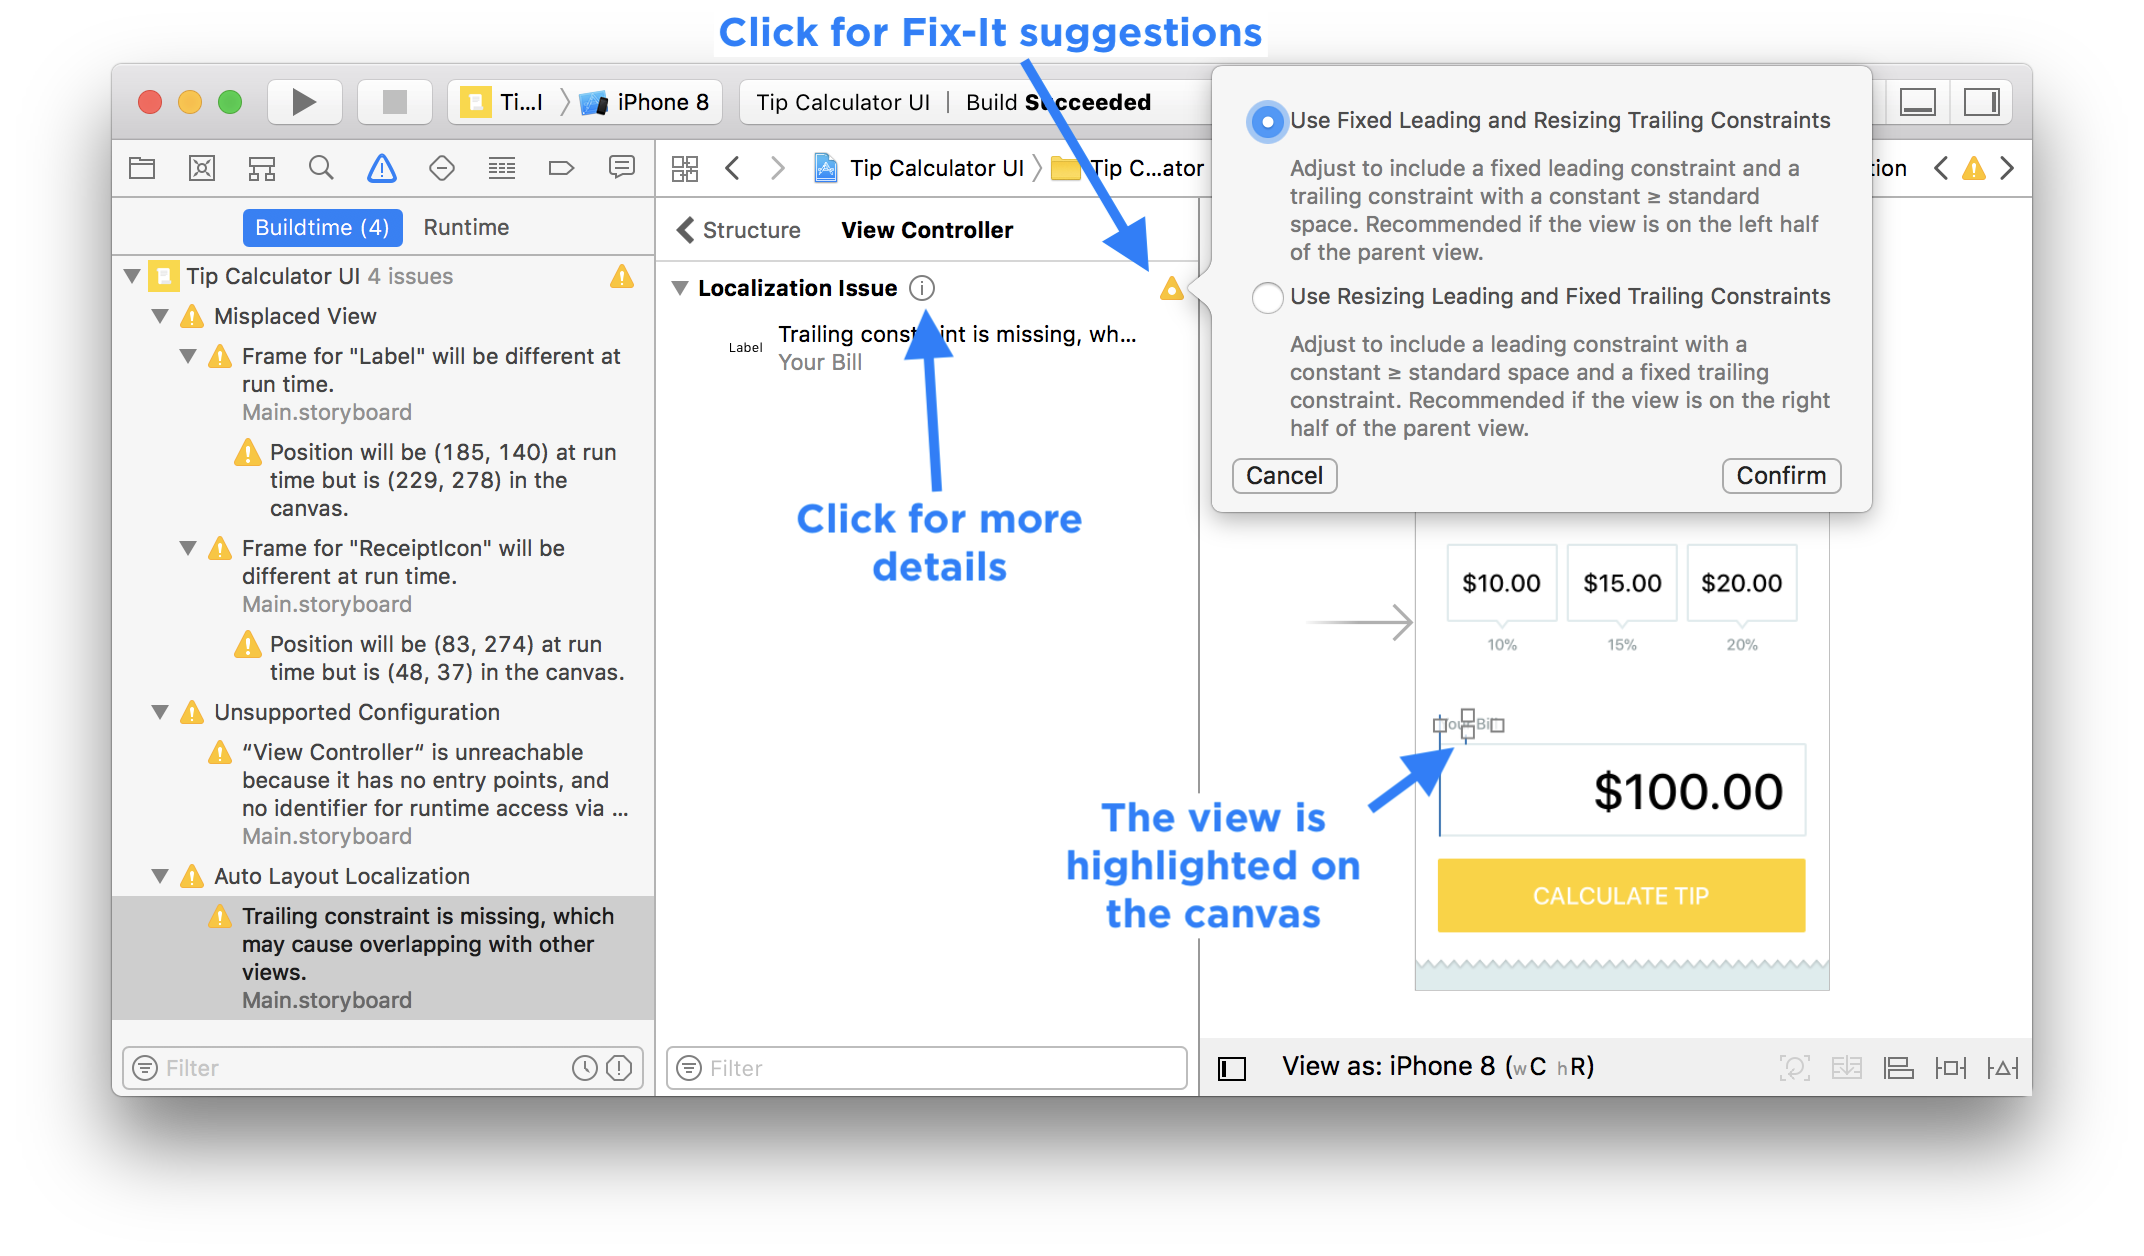 Click for Fix-It suggestions
Ti...l
iPhone 8
Tip Calculator UI | Build Succeeded
Tip Calculator UI
Tip C...ator
ion
Buildtime (4)
Runtime
Tip Calculator UI 4 issues
Misplaced View
Frame for "Label" will be different at
run time.
Main.storyboard
Position will be (185, 140) at run
time but is (229, 278) in the
canvas.
Frame for "ReceiptIcon" will be
different at run time.
Main.storyboard
Position will be (83, 274) at run
time but is (48, 37) in the canvas.
Unsupported Configuration
“View Controller“ is unreachable
because it has no entry points, and
no identifier for runtime access via ...
Main.storyboard
Auto Layout Localization
Trailing constraint is missing, which
may cause overlapping with other
views.
Main.storyboard
Filter
Structure
View Controller
Localization Issue
Label
Trailing constraint is missing, wh...
Your Bill
Click for more
details
Filter
Use Fixed Leading and Resizing Trailing Constraints
Adjust to include a fixed leading constraint and a
trailing constraint with a constant ≥ standard
space. Recommended if the view is on the left half
of the parent view.
Use Resizing Leading and Fixed Trailing Constraints
Adjust to include a leading constraint with a
constant ≥ standard space and a fixed trailing
constraint. Recommended if the view is on the right
half of the parent view.
Cancel
Confirm
$10.00
$15.00
$20.00
10%
15%
20%
Your Bill
$100.00
The view is
highlighted on
the canvas
CALCULATE TIP
View as: iPhone 8 (wC hR)